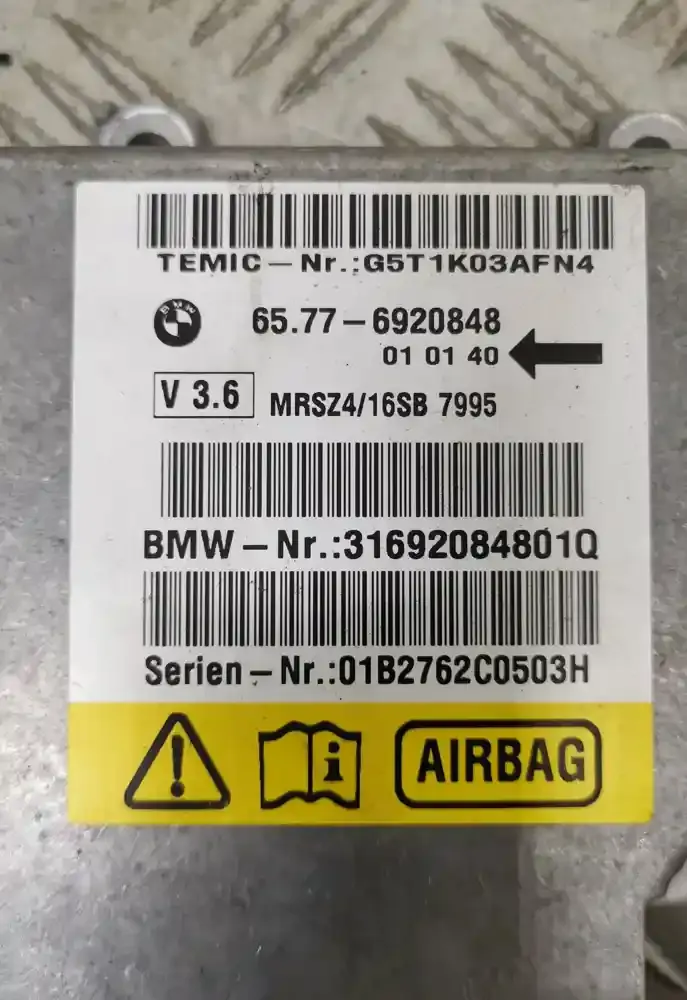 TEMIC-Nr.:G5T1K03AFN4
BMW
65.77-6920848
01 01 40
V 3.6
MRSZ4/16SB 7995
BMW-Nr.:31692084801Q
Serien-Nr.:01B2762C0503H
! i AIRBAG